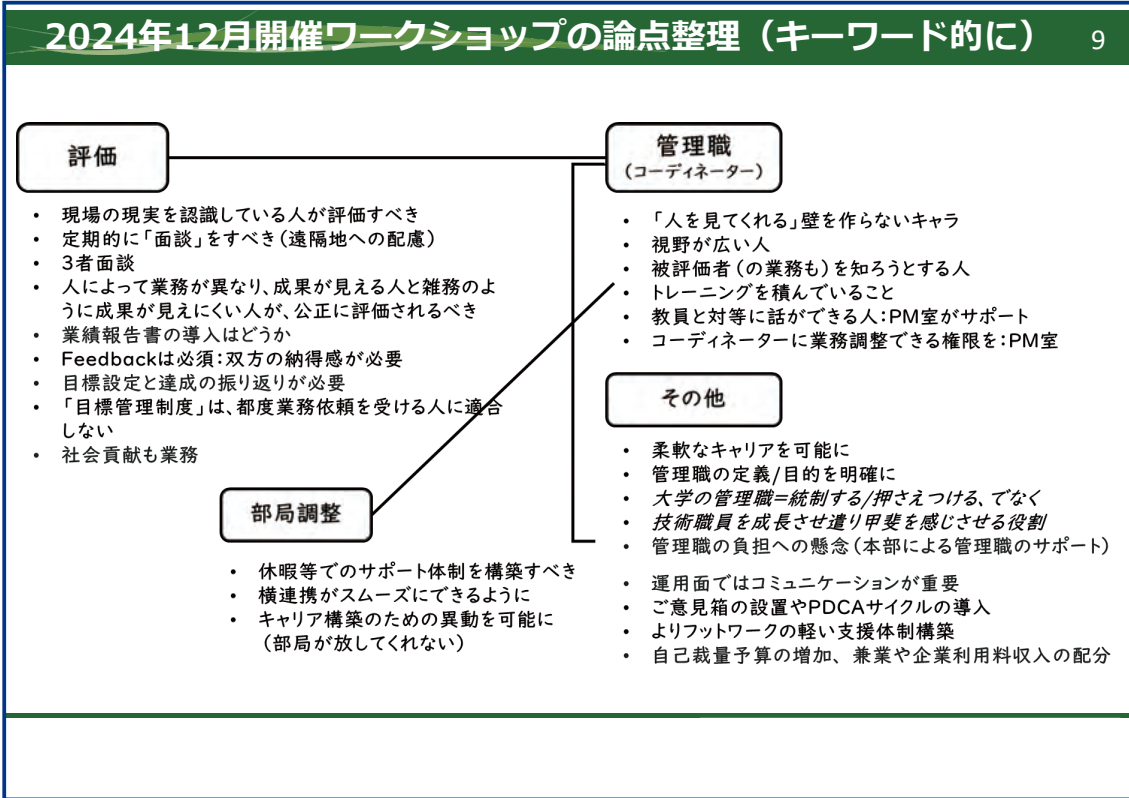 2024年12月開催ワークショップの論点整理（キーワード的に）
9
評価
・ 現場の現実を認識している人が評価すべき
・ 定期的に「面談」をすべき（遠隔地への配慮）
・ 3者面談
・ 人によって業務が異なり、成果が見える人と雑務のよ
うに成果が見えにくい人が、公正に評価されるべき
・ 業績報告書の導入はどうか
・ Feedbackは必須：双方の納得感が必要
・ 目標設定と達成の振り返りが必要
・ 「目標管理制度」は、都度業務依頼を受ける人に適合
しない
・ 社会貢献も業務
部局調整
・ 休暇等でのサポート体制を構築すべき
・ 横連携がスムーズにできるように
・ キャリア構築のための異動を可能に
（部局が放してくれない）
管理職
（コーディネーター）
・ 「人を見てくれる」壁を作らないキャラ
・ 視野が広い人
・ 被評価者（の業務も）を知ろうとする人
・ トレーニングを積んでいること
・ 教員と対等に話ができる人：PM室がサポート
・ コーディネーターに業務調整できる権限を：PM室
その他
・ 柔軟なキャリアを可能に
・ 管理職の定義/目的を明確に
・ 大学の管理職=統制する/押さえつける、でなく
・ 技術職員を成長させ遣り甲斐を感じさせる役割
・ 管理職の負担への懸念（本部による管理職のサポート）
・ 運用面ではコミュニケーションが重要
・ ご意見箱の設置やPDCAサイクルの導入
・ よりフットワークの軽い支援体制構築
・ 自己裁量予算の増加、兼業や企業利用料収入の配分